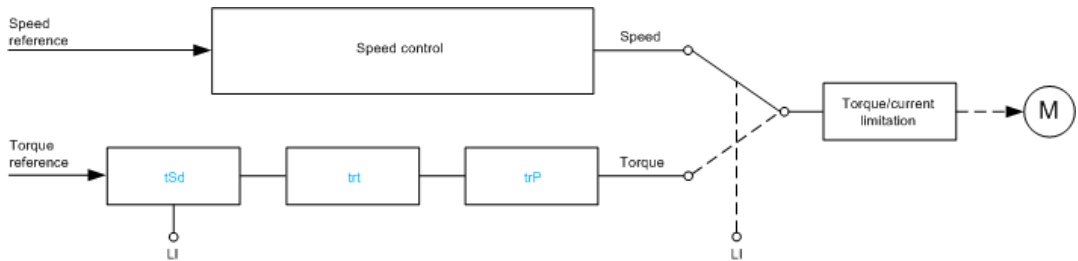 Speed
reference
Speed control
Speed
Torque/current
limitation
M
Torque
reference
tSd
trt
trP
Torque
LI
LI